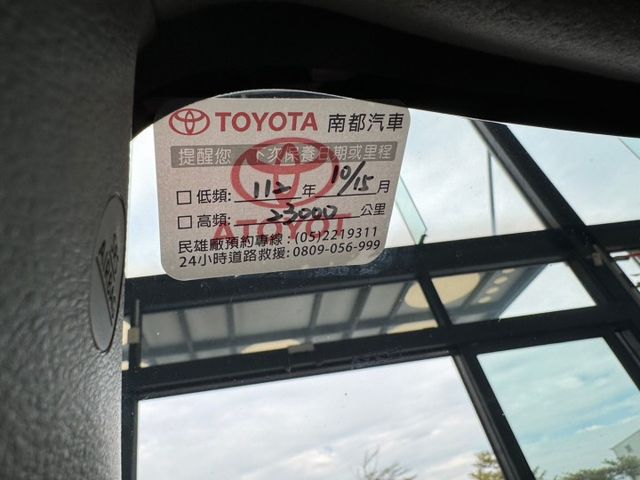 TOYOTA 南都汽車
提醒您 下次保養日期或里程
□低頻: 112 年 10/15 月
□高頻: 23000 公里
民雄廠預約專線:(05)2219311
24小時道路救援:0809-056-999